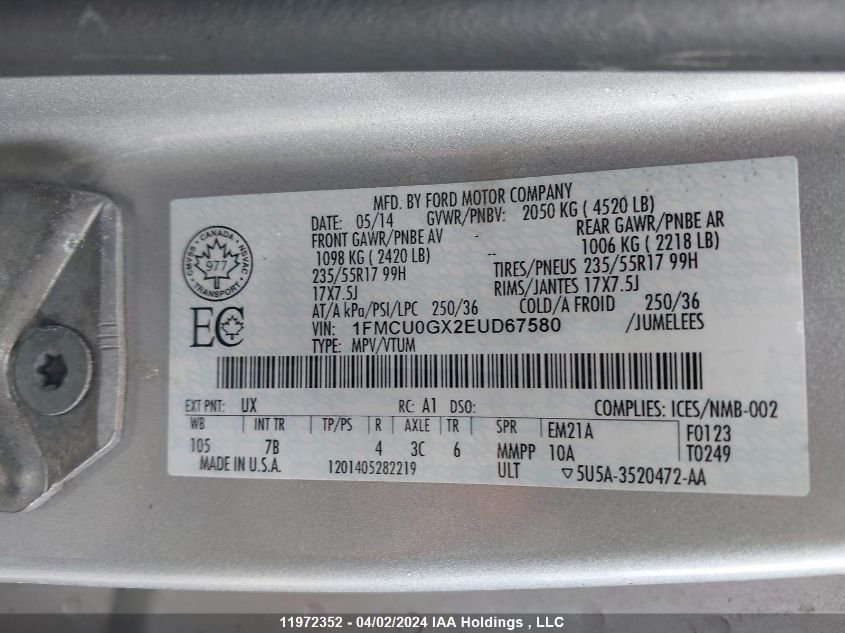 MFD. BY FORD MOTOR COMPANY
DATE: 05/14 GVWR/PNBV: 2050 KG ( 4520 LB)
FRONT GAWR/PNBE AV - REAR GAWR/PNBE AR
1098 KG ( 2420 LB) -- 1006 KG ( 2218 LB)
235/55R17 99H TIRES/PNEUS 235/55R17 99H
17X7.5J RIMS/JANTES 17X7.5J
AT/A kPa/PSI/LPC 250/36 COLD/A FROID 250/36
VIN: 1FMCU0GX2EUD67580 /JUMELEES
TYPE: MPV/VTUM
CMVSS • CANADA • NSVAC
977
TRANSPORT
EC
EXT PNT: UX RC: A1 DSO: COMPLIES: ICES/NMB-002
WB INT TR TP/PS R AXLE TR SPR EM21A F0123
105 7B 4 3C 6 MMPP 10A T0249
MADE IN U.S.A. 1201405282219 ULT ▽5U5A-3520472-AA
11972352 - 04/02/2024 IAA Holdings , LLC